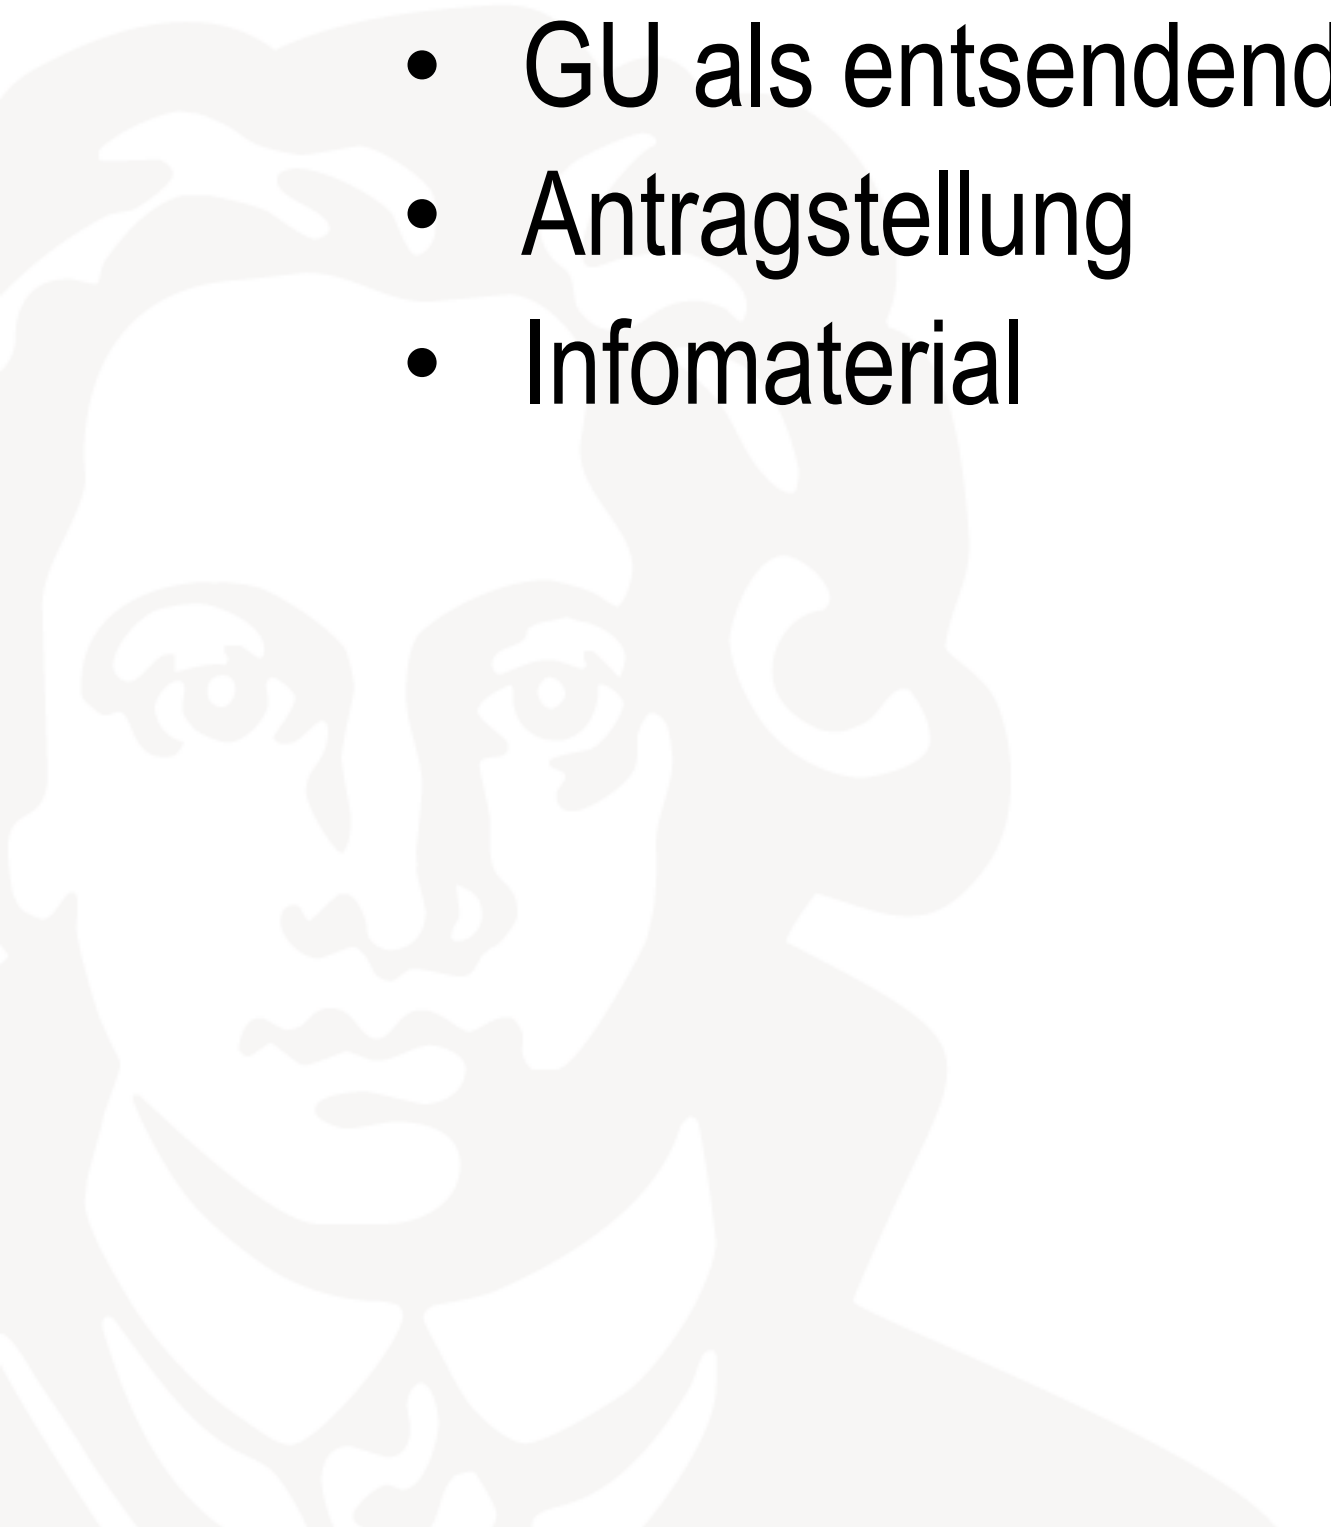 • GU als entsendend
• Antragstellung
• Infomaterial